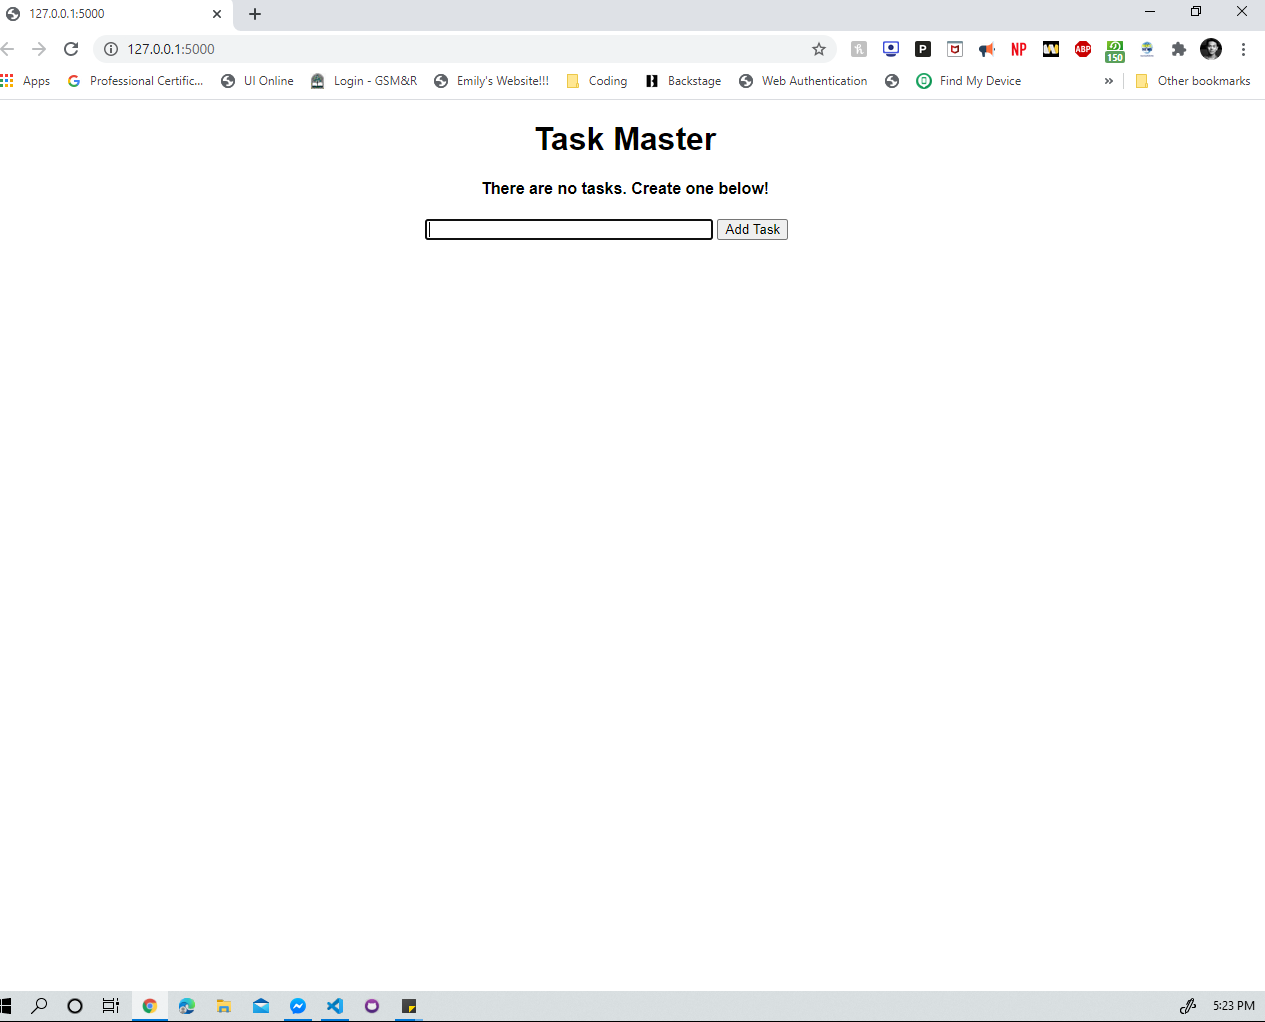 127.0.0.1:5000
127.0.0.1:5000
P
NP
ABP
150
Apps
Professional Certific...
UI Online
Login - GSM&R
Emily's Website!!!
Coding
Backstage
Web Authentication
Find My Device
»
Other bookmarks
Task Master
There are no tasks. Create one below!
Add Task
5:23 PM